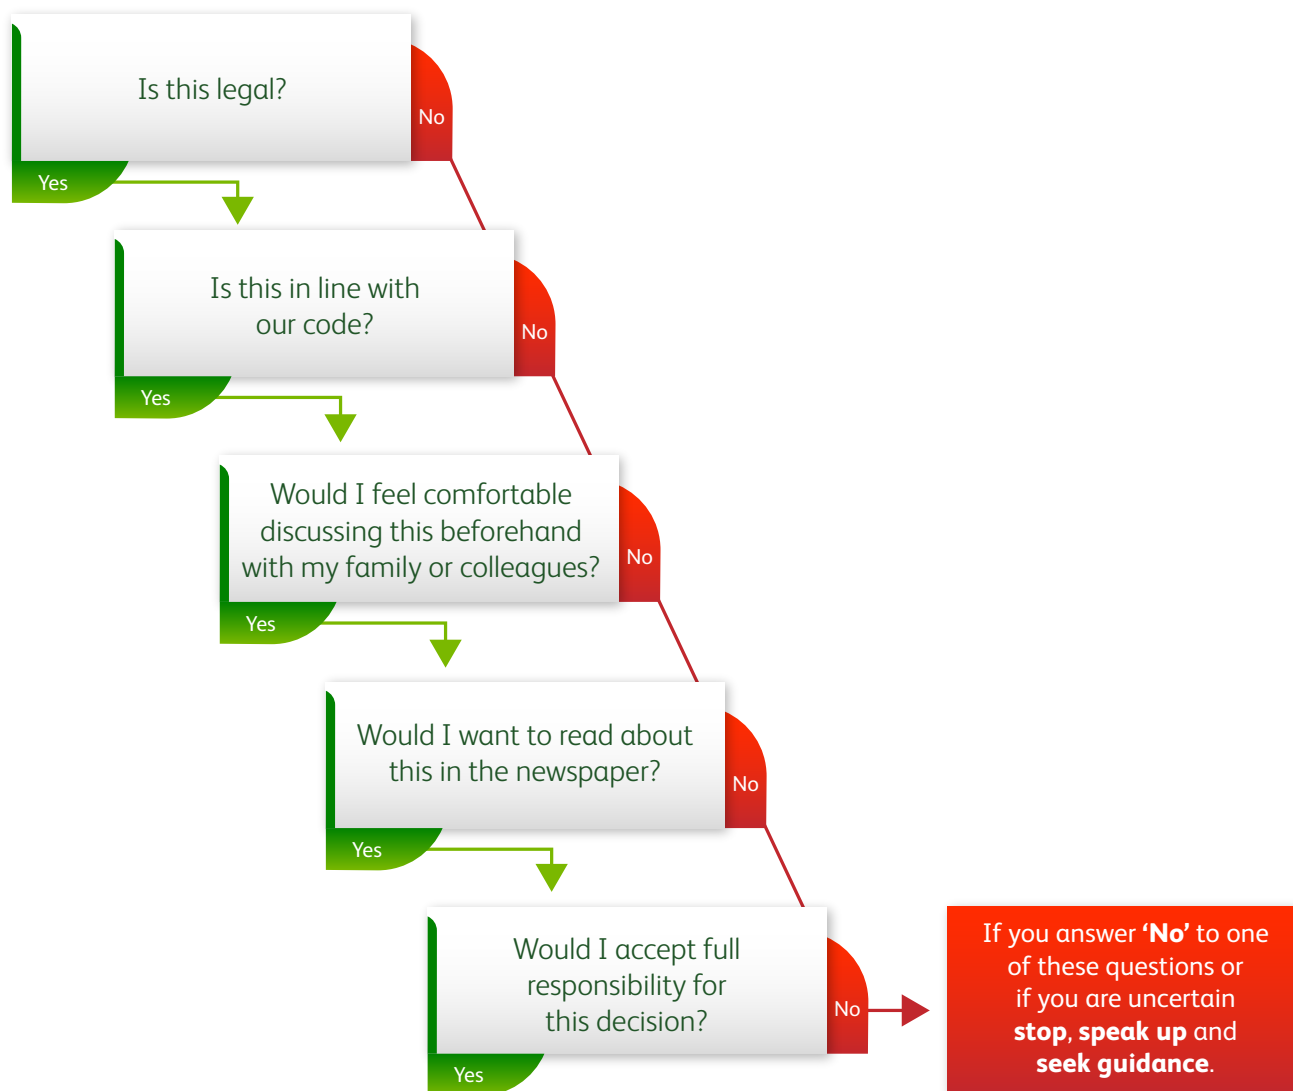 Is this legal?
No
Yes
Is this in line with
our code?
No
Yes
Would I feel comfortable
discussing this beforehand
with my family or colleagues?
No
Yes
Would I want to read about
this in the newspaper?
No
Yes
Would I accept full
responsibility for
this decision?
No
Yes
If you answer ‘No’ to one
of these questions or
if you are uncertain
stop, speak up and
seek guidance.